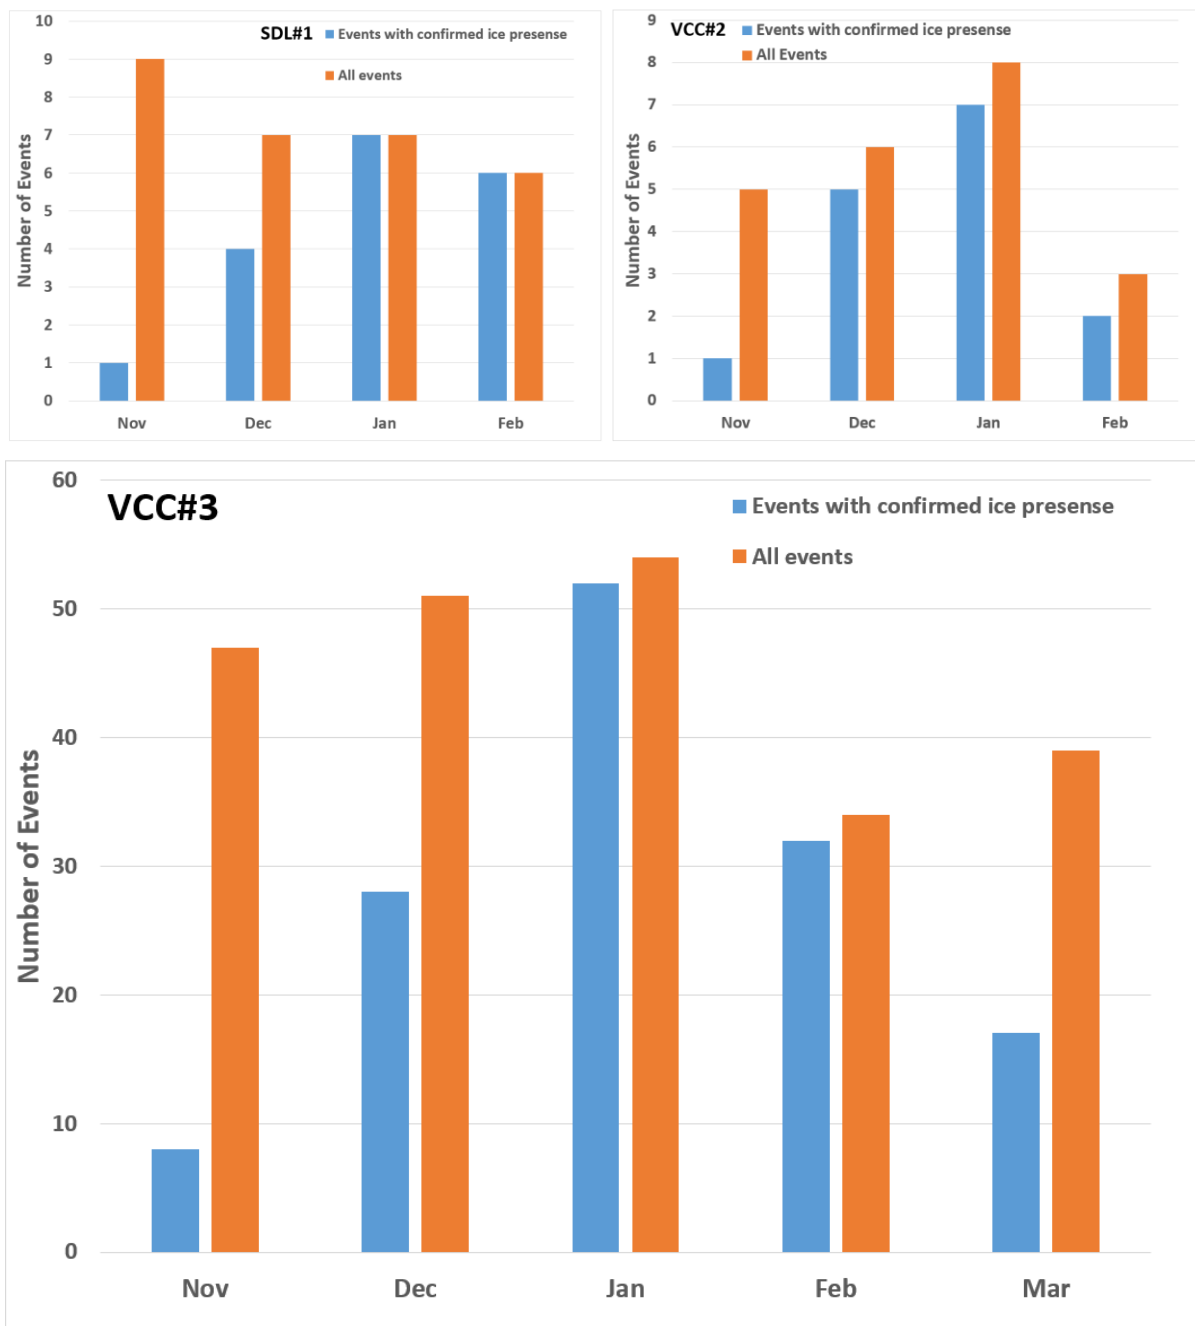 SDL#1
Events with confirmed ice presense
All events
Number of Events
10
9
8
7
6
5
4
3
2
1
0
Nov Dec Jan Feb
VCC#2
Events with confirmed ice presense
All Events
Number of Events
9
8
7
6
5
4
3
2
1
0
Nov Dec Jan Feb
VCC#3
Events with confirmed ice presense
All events
Number of Events
60
50
40
30
20
10
0
Nov Dec Jan Feb Mar